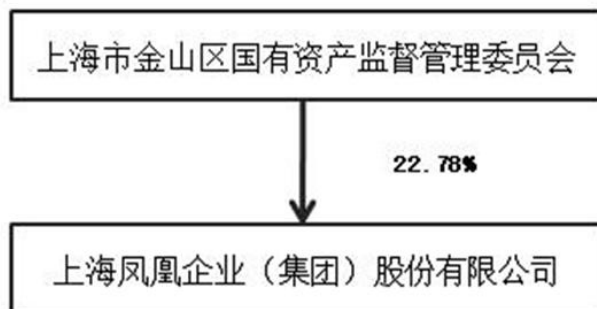 上海市金山区国有资产监督管理委员会
22.78%
上海凤凰企业（集团）股份有限公司